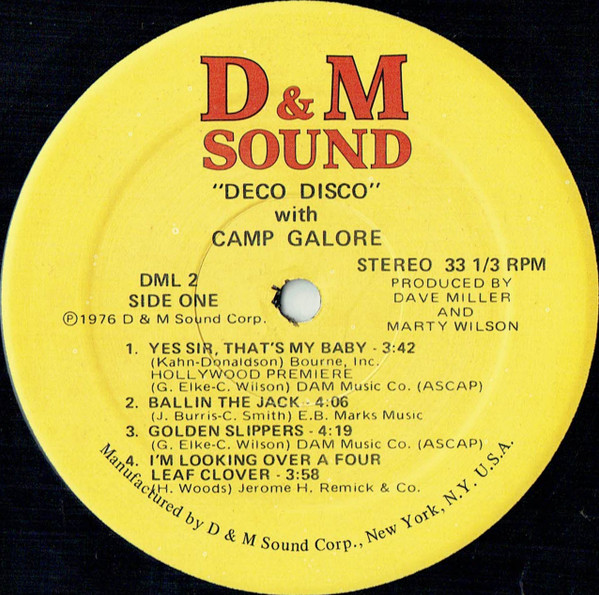 D & M
SOUND
"DECO DISCO"
with
CAMP GALORE
DML 2
SIDE ONE
Ⓟ1976 D & M Sound Corp.
STEREO 33 1/3 RPM
PRODUCED BY
DAVE MILLER
AND
MARTY WILSON
1. YES SIR, THAT'S MY BABY - 3:42
(Kahn-Donaldson) Bourne, Inc.
HOLLYWOOD PREMIERE
(G. Elke-C. Wilson) DAM Music Co. (ASCAP)
2. BALLIN THE JACK - 4:06
(J. Burris-C. Smith) E.B. Marks Music
3. GOLDEN SLIPPERS - 4:19
(G. Elke-C. Wilson) DAM Music Co. (ASCAP)
4. I'M LOOKING OVER A FOUR
LEAF CLOVER - 3:58
(H. Woods) Jerome H. Remick & Co.
Manufactured by D & M Sound Corp., New York, N.Y. U.S.A.